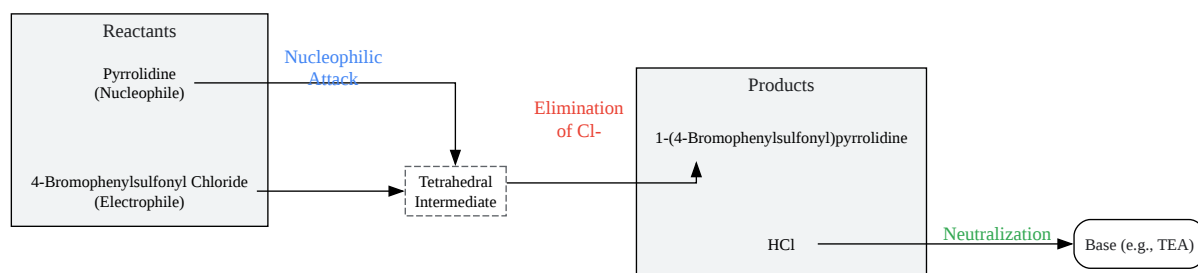 Reactants
Pyrrolidine
(Nucleophile)
4-Bromophenylsulfonyl Chloride
(Electrophile)
Nucleophilic
Attack
Tetrahedral
Intermediate
Elimination
of Cl-
Products
1-(4-Bromophenylsulfonyl)pyrrolidine
HCl
Neutralization
Base (e.g., TEA)